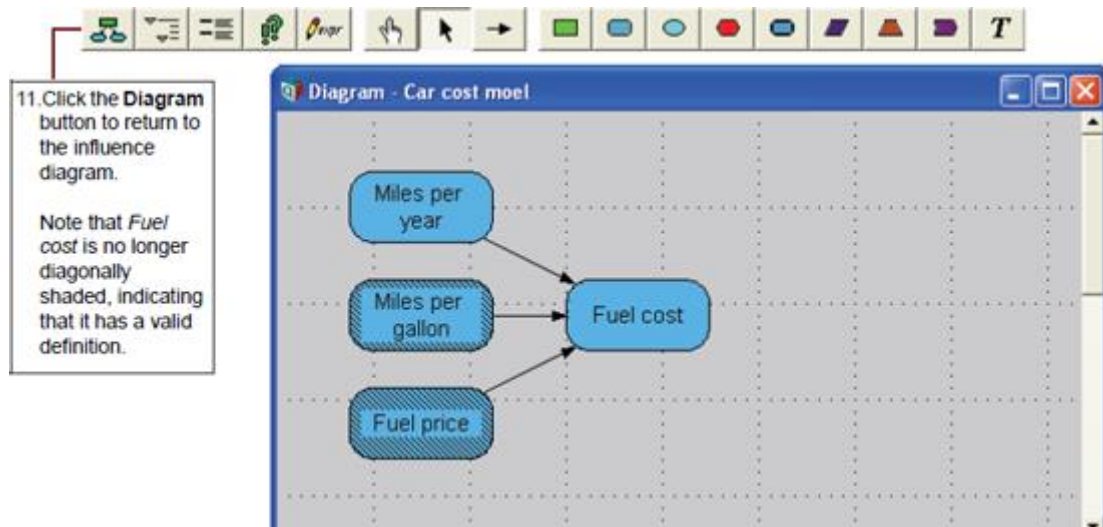 expr
T
11.Click the Diagram
button to return to
the influence
diagram.
Note that Fuel
cost is no longer
diagonally
shaded, indicating
that it has a valid
definition.
Diagram - Car cost moel
Miles per
year
Miles per
gallon
Fuel cost
Fuel price